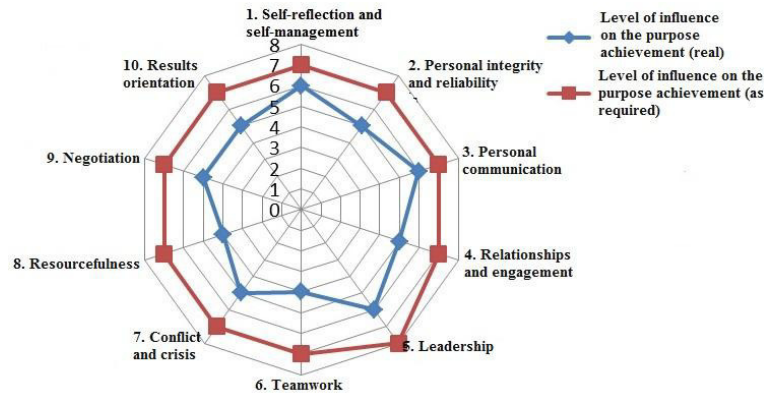 1. Self-reflection and
self-management
8
7
6
5
4
3
2
1
0
2. Personal integrity
and reliability
3. Personal
communication
4. Relationships
and engagement
5. Leadership
6. Teamwork
7. Conflict
and crisis
8. Resourcefulness
9. Negotiation
10. Results
orientation
Level of influence
on the purpose
achievement (real)
Level of influence on the
purpose achievement (as
required)